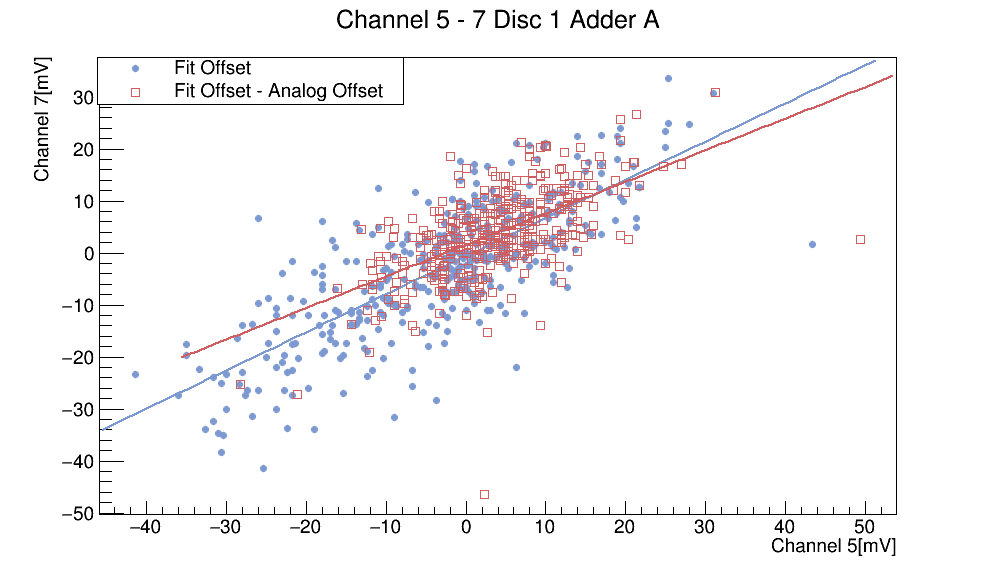 Channel 5 - 7 Disc 1 Adder A
Channel 7[mV]
Fit Offset
Fit Offset - Analog Offset
30
20
10
0
−10
−20
−30
−40
−50
−40 −30 −20 −10 0 10 20 30 40 50
Channel 5[mV]